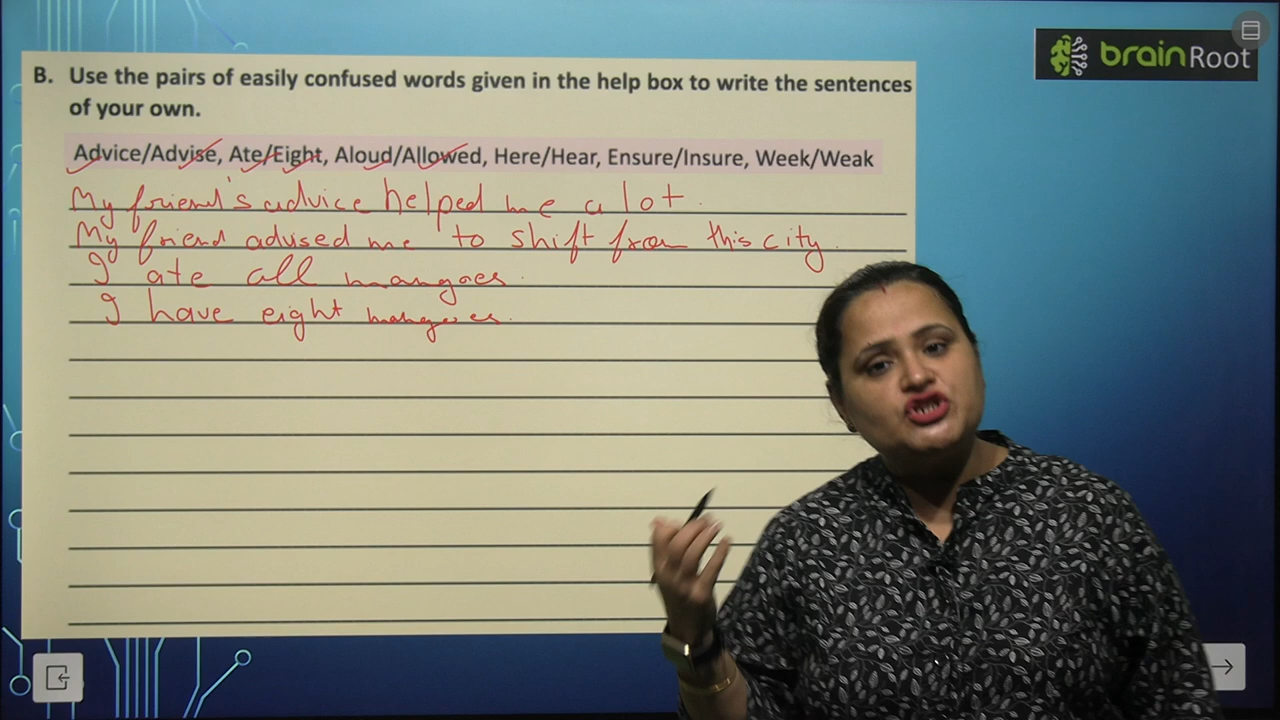 brainRoot
B. Use the pairs of easily confused words given in the help box to write the sentences
of your own.
Advice/Advise, Ate/Eight, Aloud/Allowed, Here/Hear, Ensure/Insure, Week/Weak
My friend's advice helped me a lot.
My friend advised me to shift from this city.
I ate all mangoes.
I have eight mangoes.